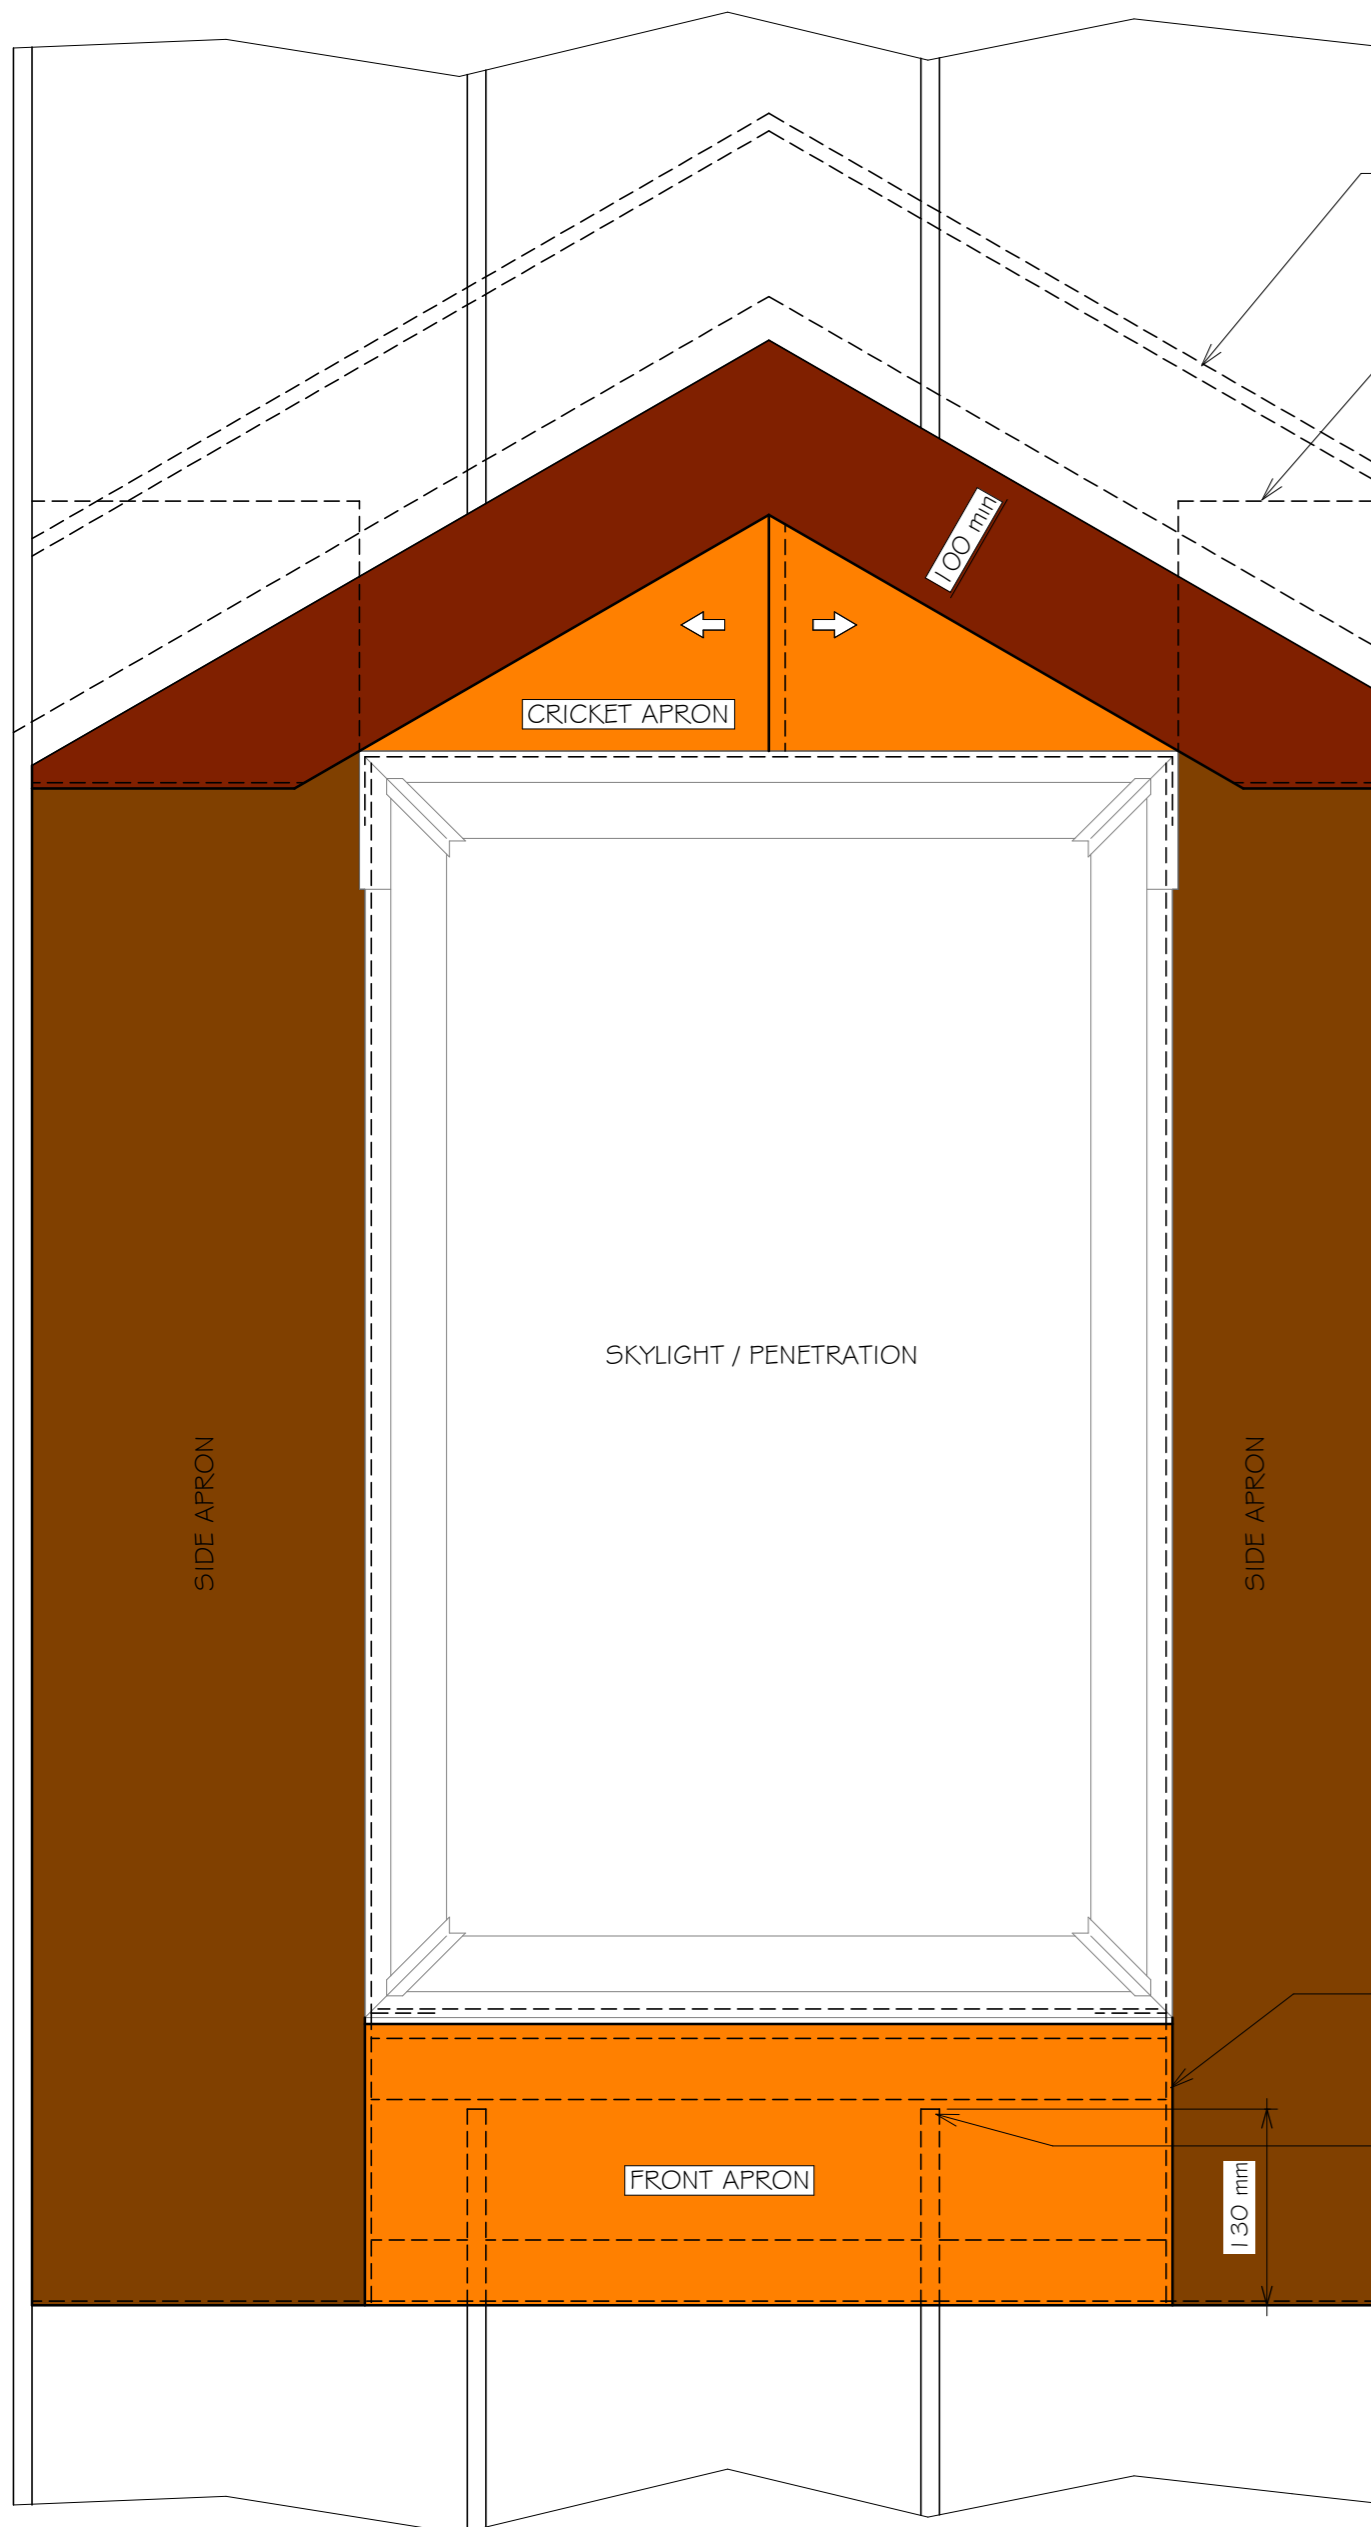 100 min
CRICKET APRON
SKYLIGHT / PENETRATION
SIDE APRON
SIDE APRON
FRONT APRON
130 mm